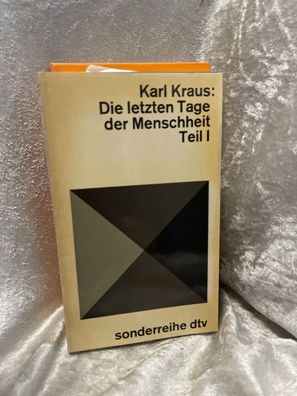 Karl Kraus:
Die letzten Tage
der Menschheit
Teil I
sonderreihe dtv